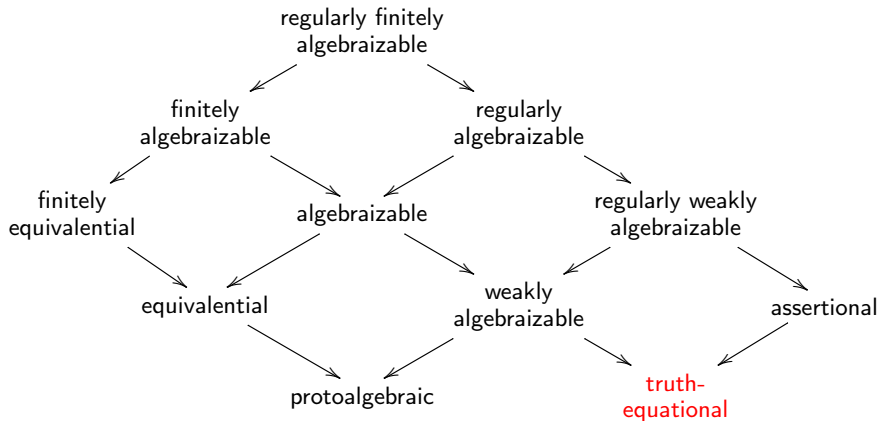 regularly finitely
algebraizable
finitely
algebraizable
regularly
algebraizable
finitely
equivalential
algebraizable
regularly weakly
algebraizable
equivalential
weakly
algebraizable
assertional
protoalgebraic
truth-
equational